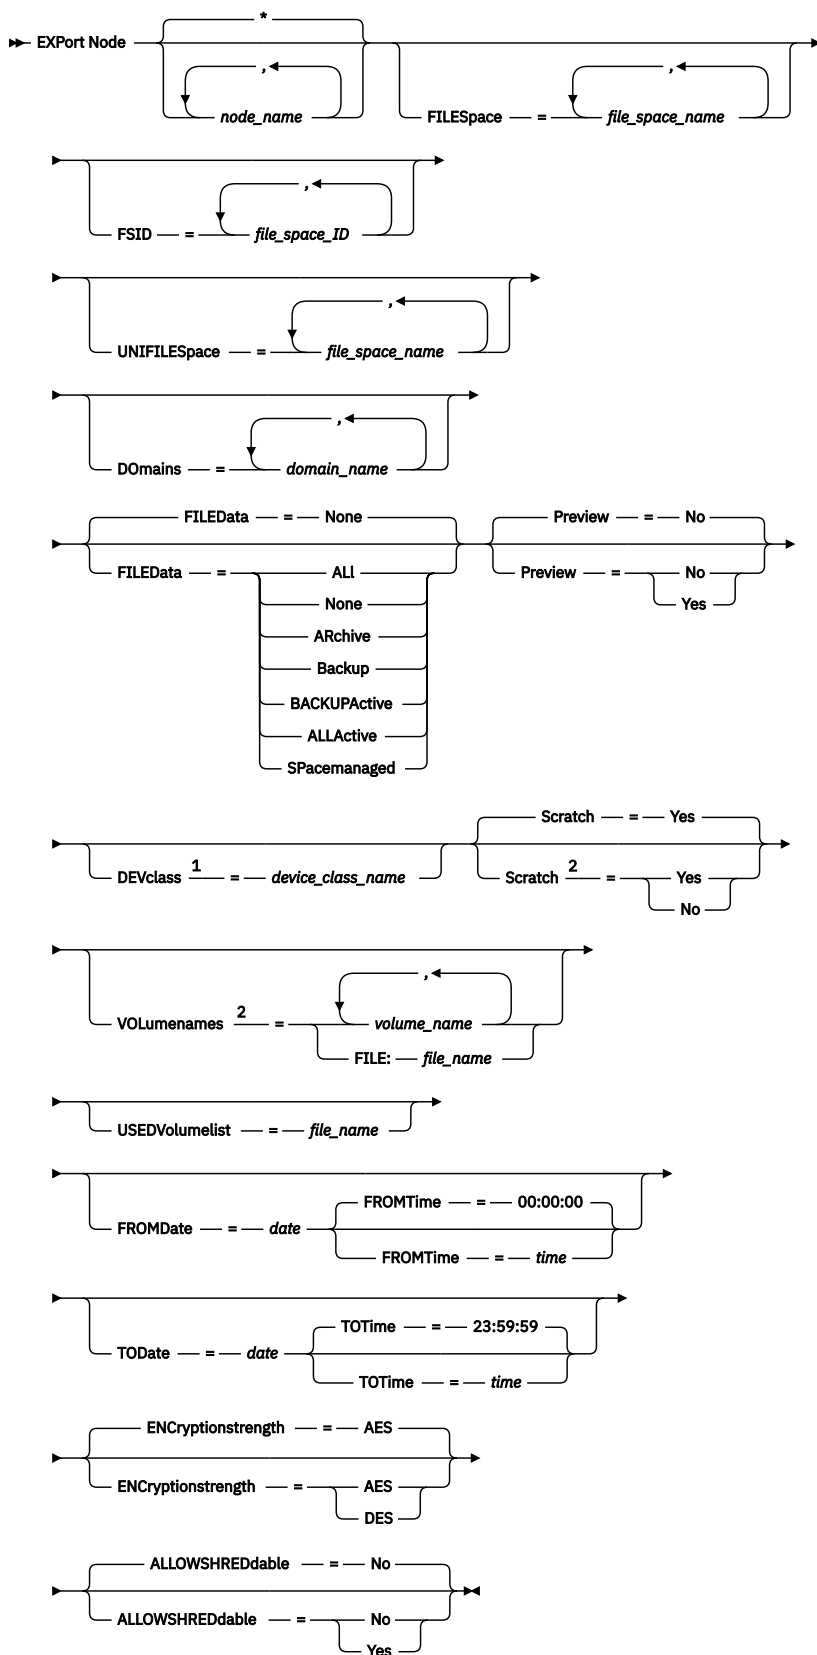 *
EXPort Node
,
node_name
,
FILESpace = file_space_name
,
FSID = file_space_ID
,
UNIFILESpace = file_space_name
,
DOmains = domain_name
FILEData = None
FILEData = ALl
None
ARchive
Backup
BACKUPActive
ALLActive
SPacemanaged
Preview = No
Preview = No
Yes
DEVclass 1 = device_class_name
Scratch = Yes
Scratch 2 = Yes
No
,
VOLumenames 2 = volume_name
FILE: file_name
USEDVolumelist = file_name
FROMTime = 00:00:00
FROMDate = date
FROMTime = time
TOTime = 23:59:59
TODate = date
TOTime = time
ENCryptionstrength = AES
ENCryptionstrength = AES
DES
ALLOWSHREDdable = No
ALLOWSHREDdable = No
Yes